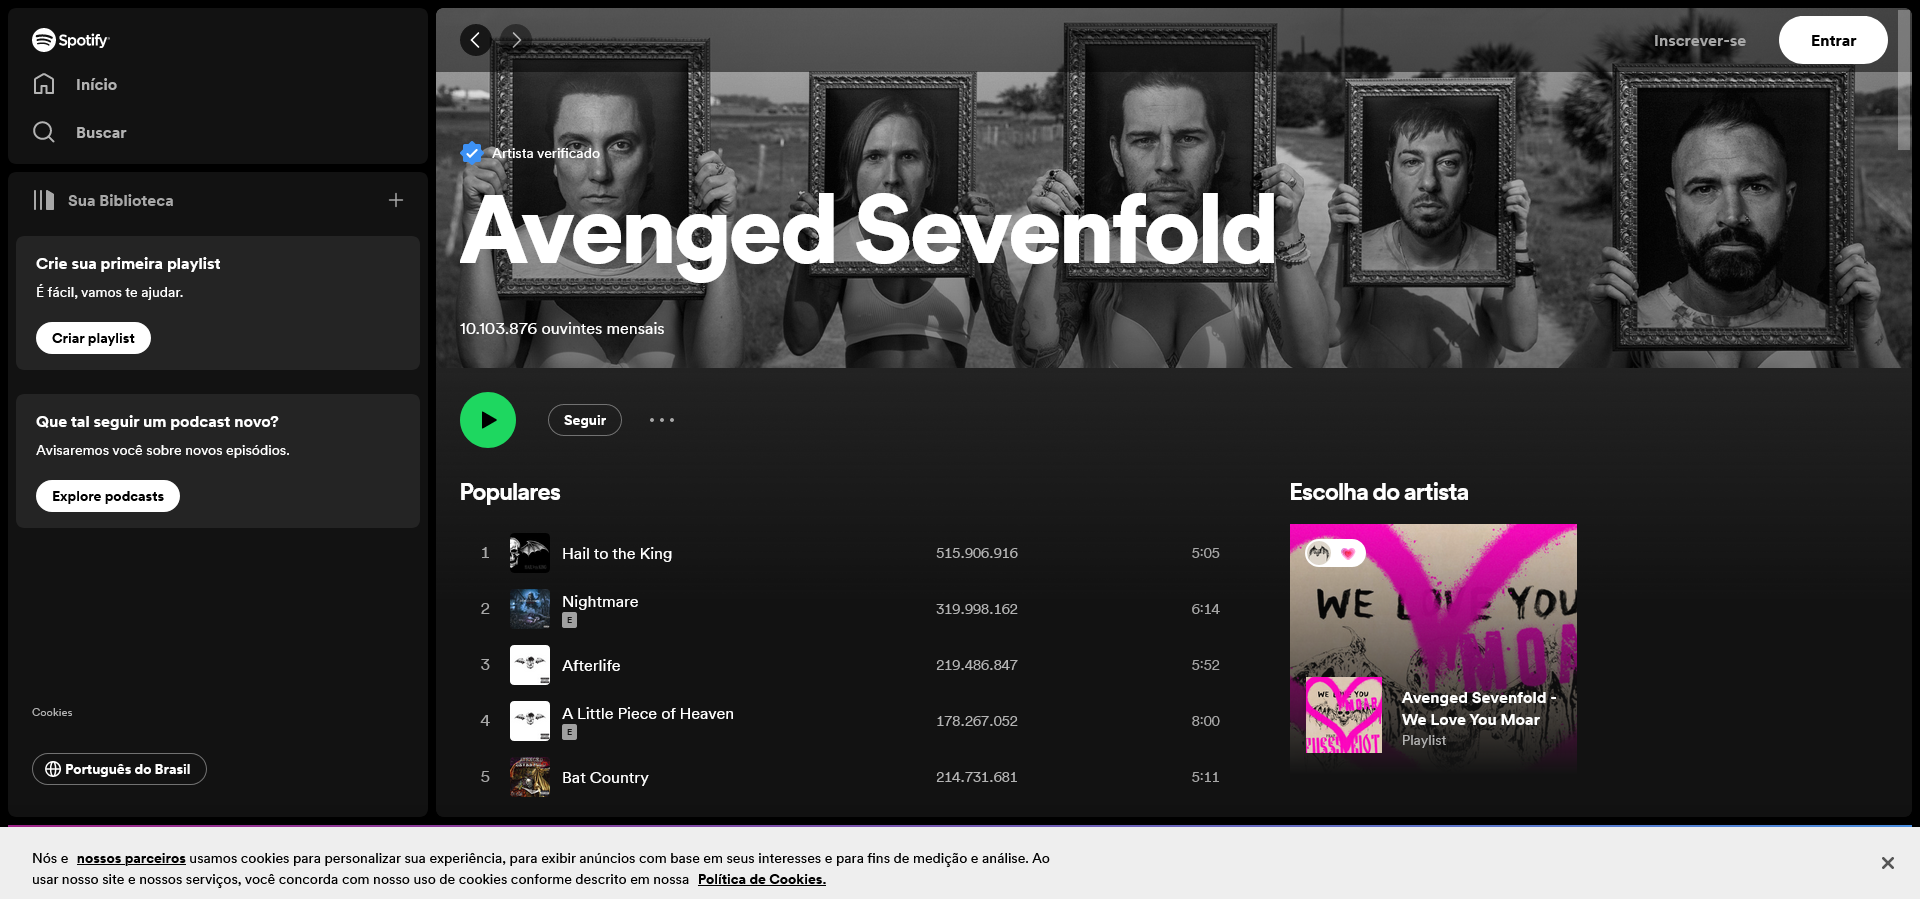 Spotify
Início
Buscar
Sua Biblioteca
Crie sua primeira playlist
É fácil, vamos te ajudar.
Criar playlist
Que tal seguir um podcast novo?
Avisaremos você sobre novos episódios.
Explore podcasts
Cookies
Português do Brasil
Inscrever-se
Entrar
Artista verificado
Avenged Sevenfold
10.103.876 ouvintes mensais
Seguir
Populares
1 Hail to the King 515.906.916 5:05
2 Nightmare 319.998.162 6:14
E
3 Afterlife 219.486.847 5:52
4 A Little Piece of Heaven 178.267.052 8:00
E
5 Bat Country 214.731.681 5:11
Escolha do artista
WE LOVE YOU
MOAR
WE LOVE YOU
MOAR
Avenged Sevenfold -
We Love You Moar
Playlist
Nós e nossos parceiros usamos cookies para personalizar sua experiência, para exibir anúncios com base em seus interesses e para fins de medição e análise. Ao
usar nosso site e nossos serviços, você concorda com nosso uso de cookies conforme descrito em nossa Política de Cookies.